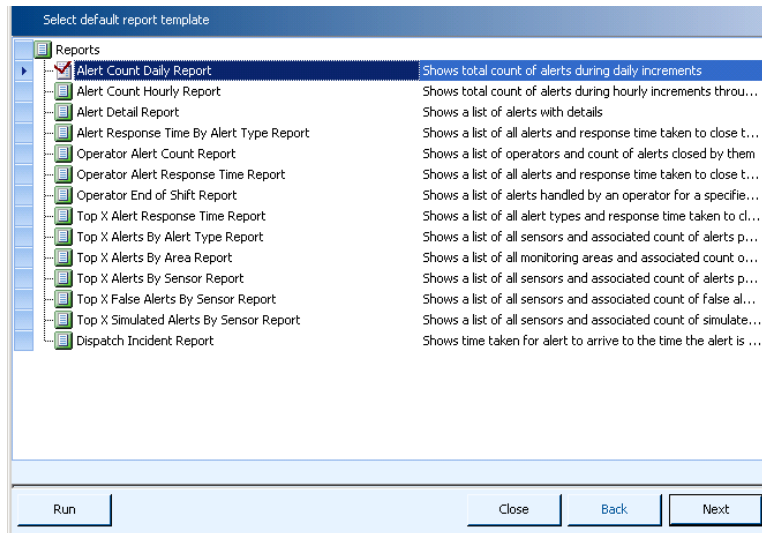 Select default report template
Reports
Alert Count Daily Report Shows total count of alerts during daily increments
Alert Count Hourly Report Shows total count of alerts during hourly increments throu...
Alert Detail Report Shows a list of alerts with details
Alert Response Time By Alert Type Report Shows a list of all alerts and response time taken to close t...
Operator Alert Count Report Shows a list of operators and count of alerts closed by them
Operator Alert Response Time Report Shows a list of all alerts and response time taken to close t...
Operator End of Shift Report Shows a list of alerts handled by an operator for a specifie...
Top X Alert Response Time Report Shows a list of all alert types and response time taken to cl...
Top X Alerts By Alert Type Report Shows a list of all sensors and associated count of alerts p...
Top X Alerts By Area Report Shows a list of all monitoring areas and associated count o...
Top X Alerts By Sensor Report Shows a list of all sensors and associated count of alerts p...
Top X False Alerts By Sensor Report Shows a list of all sensors and associated count of false al...
Top X Simulated Alerts By Sensor Report Shows a list of all sensors and associated count of simulate...
Dispatch Incident Report Shows time taken for alert to arrive to the time the alert is ...
Run Close Back Next